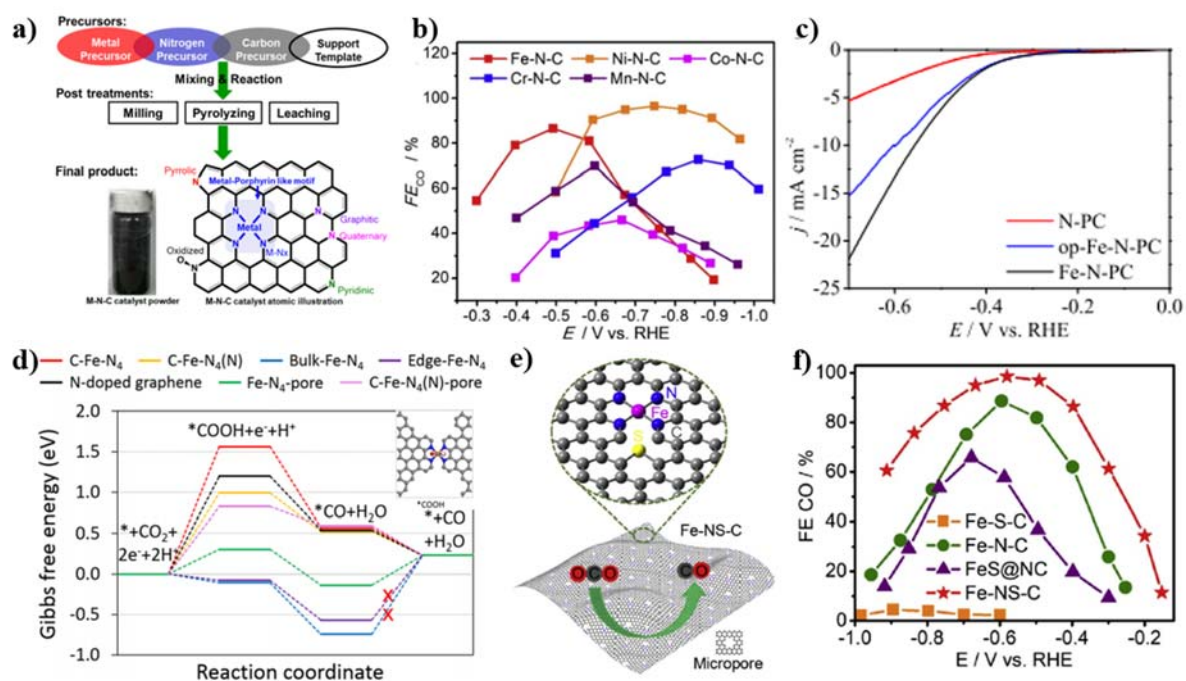 a)
Precursors:
Metal
Precursor
Nitrogen
Precursor
Carbon
Precursor
Support
Template
Mixing & Reaction
Post treatments:
Milling
Pyrolyzing
Leaching
Final product:
Pyrrolic
N
Metal-Porphyrin like motif
N
N
Metal
N
N
M-Nx
N
Graphitic
N
Quaternary
Oxidized
O
N
N
Pyridinic
M-N-C catalyst powder
M-N-C catalyst atomic illustration
b)
Fe-N-C
Ni-N-C
Co-N-C
Cr-N-C
Mn-N-C
FECO / %
120
100
80
60
40
20
0
-0.3
-0.4
-0.5
-0.6
-0.7
-0.8
-0.9
-1.0
E / V vs. RHE
c)
j / mA cm-2
0
-5
-10
-15
-20
-25
N-PC
op-Fe-N-PC
Fe-N-PC
-0.6
-0.4
-0.2
0.0
E / V vs. RHE
d)
C-Fe-N4
C-Fe-N4(N)
Bulk-Fe-N4
Edge-Fe-N4
N-doped graphene
Fe-N4-pore
C-Fe-N4(N)-pore
Gibbs free energy (eV)
2.0
1.5
1.0
0.5
0.0
-0.5
-1.0
*+CO2+
2e-+2H+
*COOH+e-+H+
*CO+H2O
*COOH
*+CO
+H2O
X
X
Reaction coordinate
e)
N
Fe
S
C
Fe-NS-C
O C O
C O
Micropore
f)
FE CO / %
100
80
60
40
20
0
Fe-S-C
Fe-N-C
FeS@NC
Fe-NS-C
-1.0
-0.8
-0.6
-0.4
-0.2
E / V vs. RHE